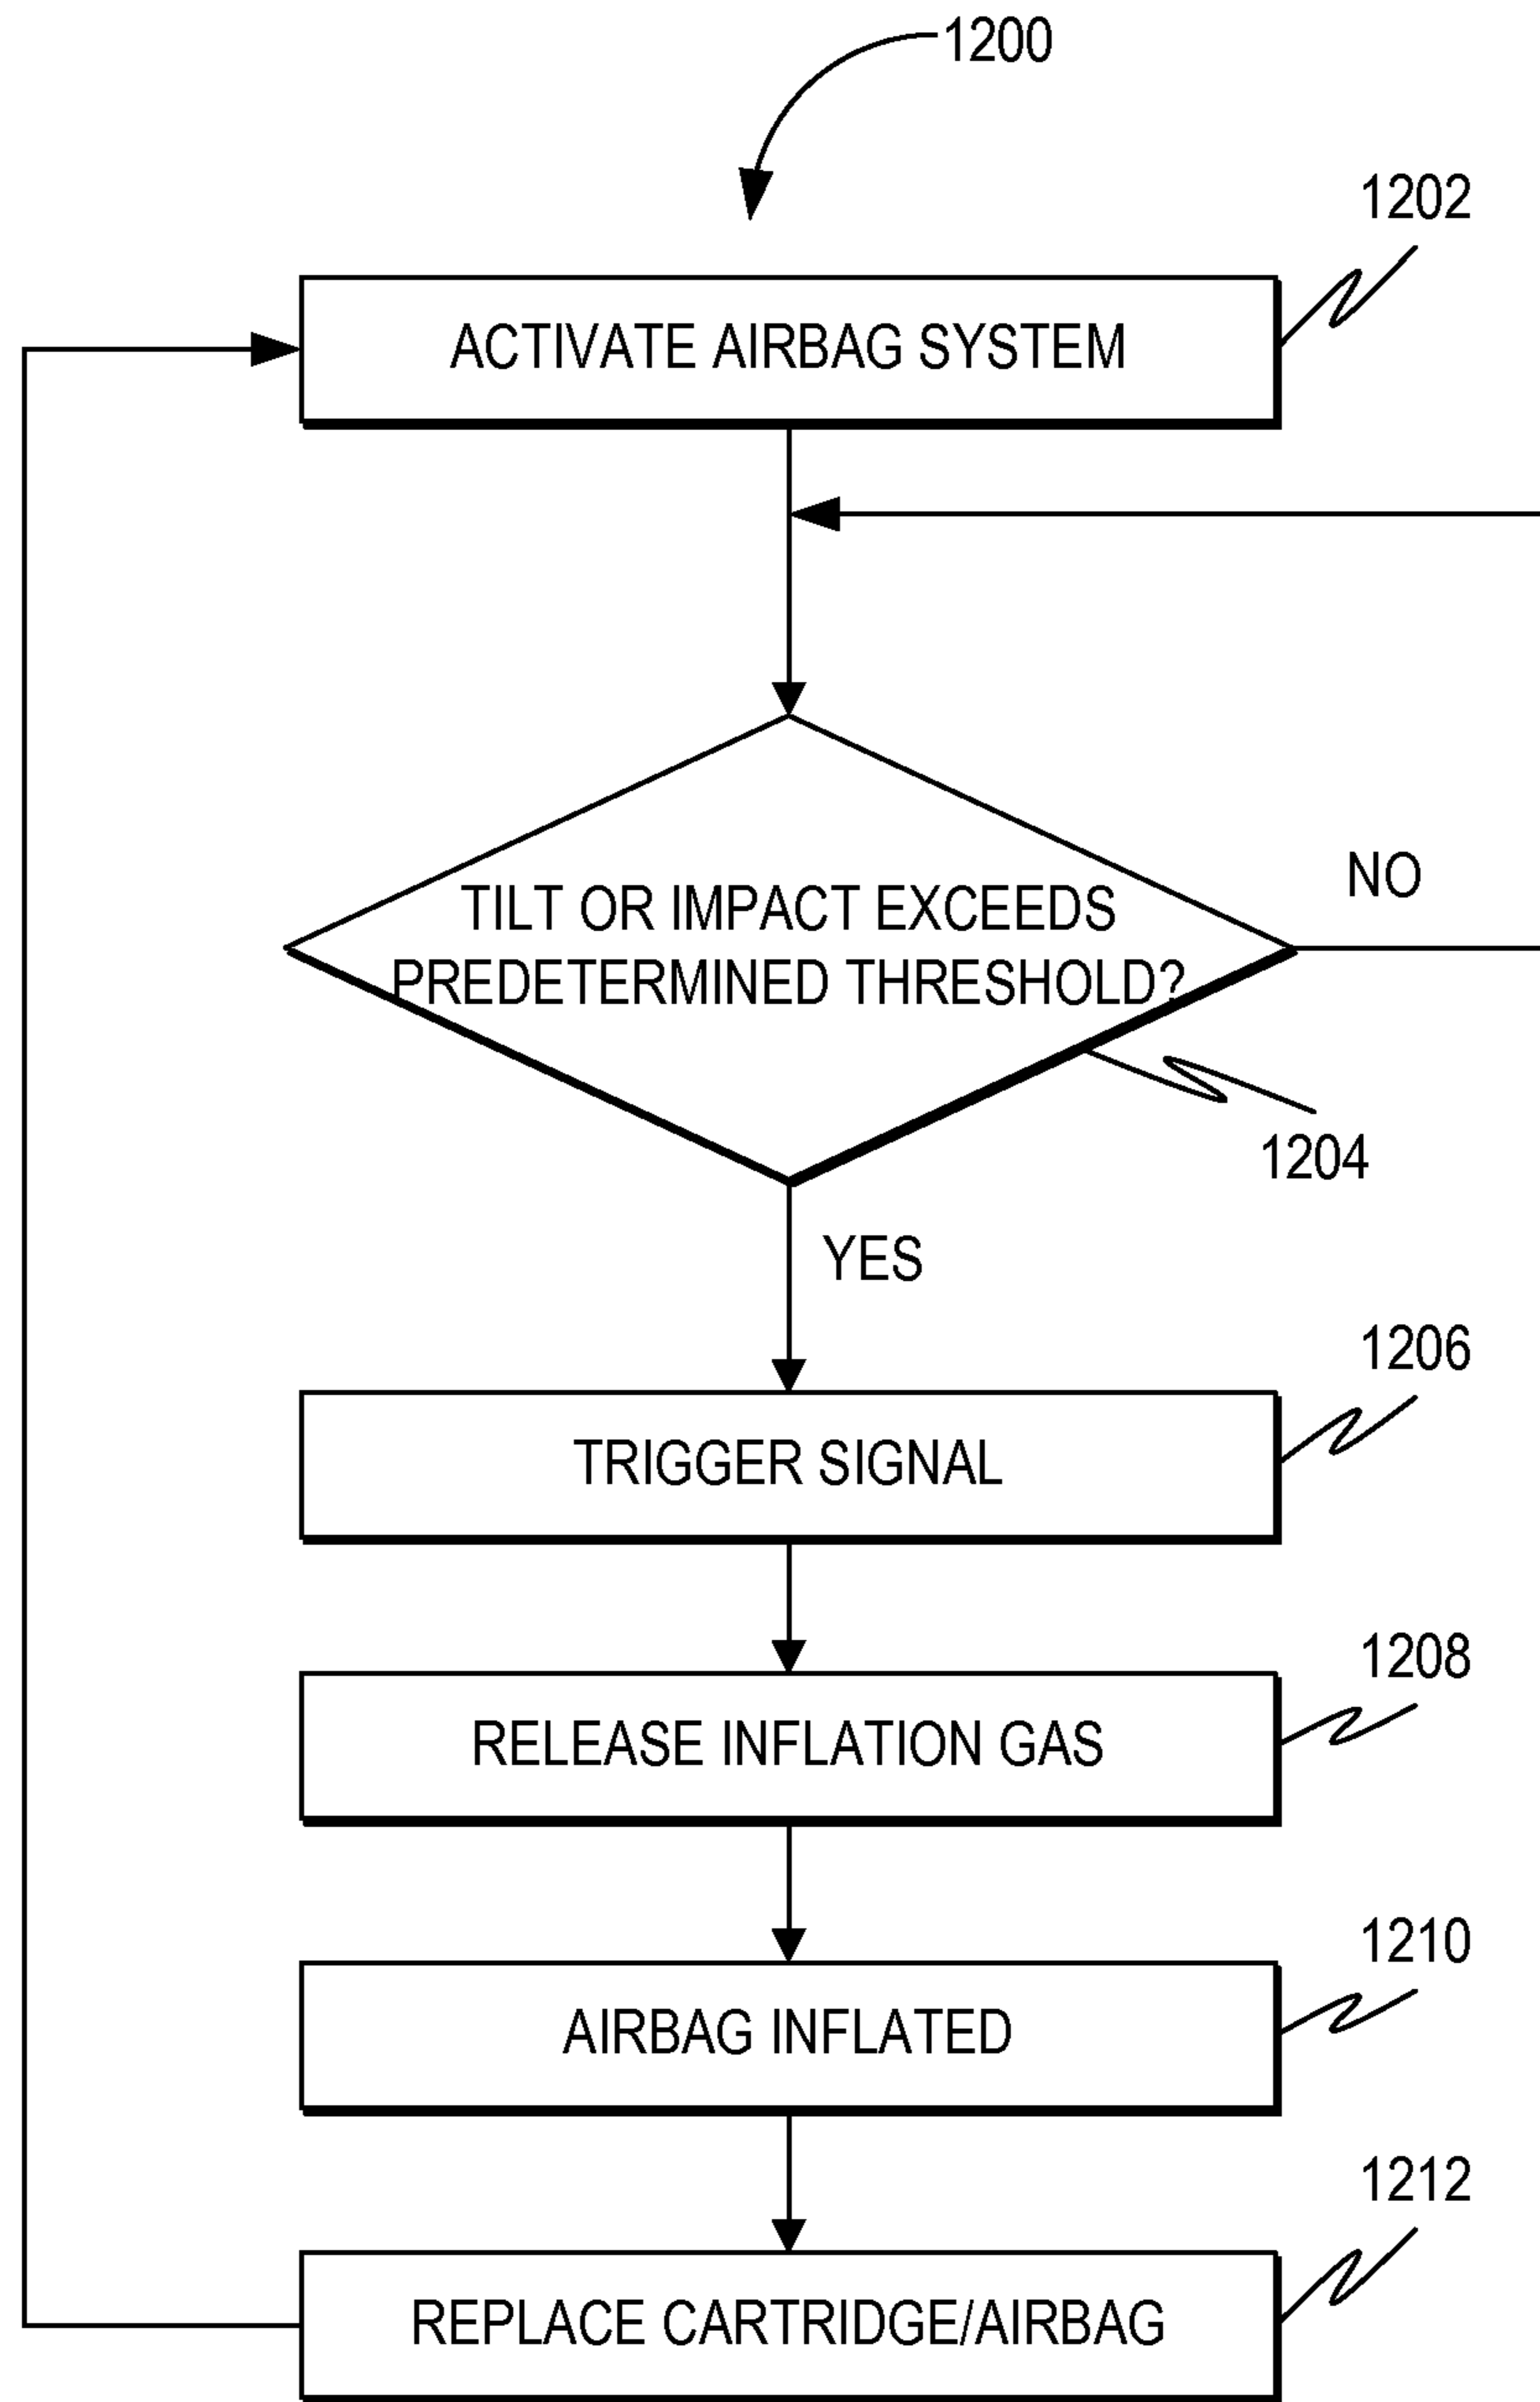 1200
1202
ACTIVATE AIRBAG SYSTEM
NO
TILT OR IMPACT EXCEEDS
PREDETERMINED THRESHOLD?
1204
YES
1206
TRIGGER SIGNAL
1208
RELEASE INFLATION GAS
1210
AIRBAG INFLATED
1212
REPLACE CARTRIDGE/AIRBAG